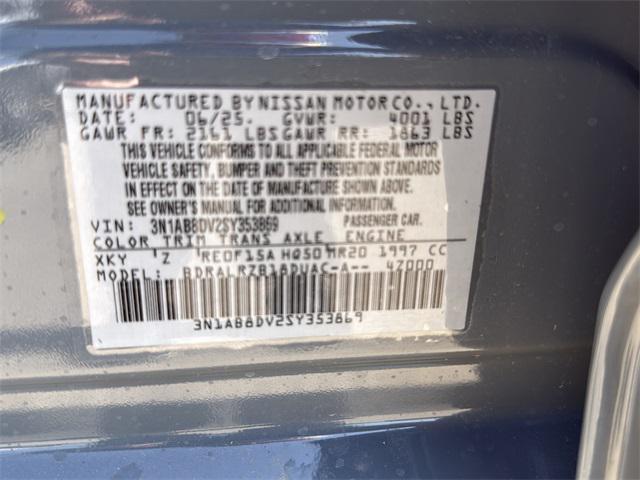 MANUFACTURED BY NISSAN MOTOR CO., LTD.
DATE: 06/25. GVWR: 4001 LBS
GAWR FR: 2161 LBS GAWR RR: 1863 LBS
THIS VEHICLE CONFORMS TO ALL APPLICABLE FEDERAL MOTOR
VEHICLE SAFETY, BUMPER AND THEFT PREVENTION STANDARDS
IN EFFECT ON THE DATE OF MANUFACTURE SHOWN ABOVE.
SEE OWNER'S MANUAL FOR ADDITIONAL INFORMATION.
VIN: 3N1AB8DV2SY353869 PASSENGER CAR.
COLOR TRIM TRANS AXLE ENGINE
XKY Z RE0F15A HQ50 MR20 1997 CC
MODEL: BDRALRZB18DUAC-A-- 4Z000
3N1AB8DV2SY353869